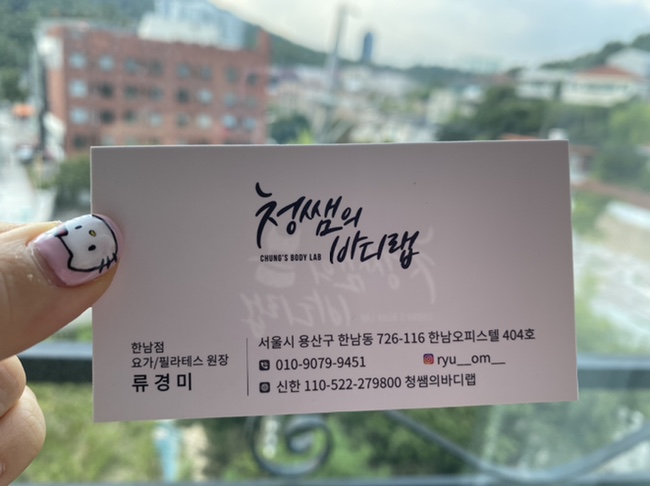 청쌤의
바디랩
CHUNG'S BODY LAB
한남점
요가/필라테스 원장
류경미
서울시 용산구 한남동 726-116 한남오피스텔 404호
010-9079-9451
ryu__om__
신한 110-522-279800 청쌤의바디랩